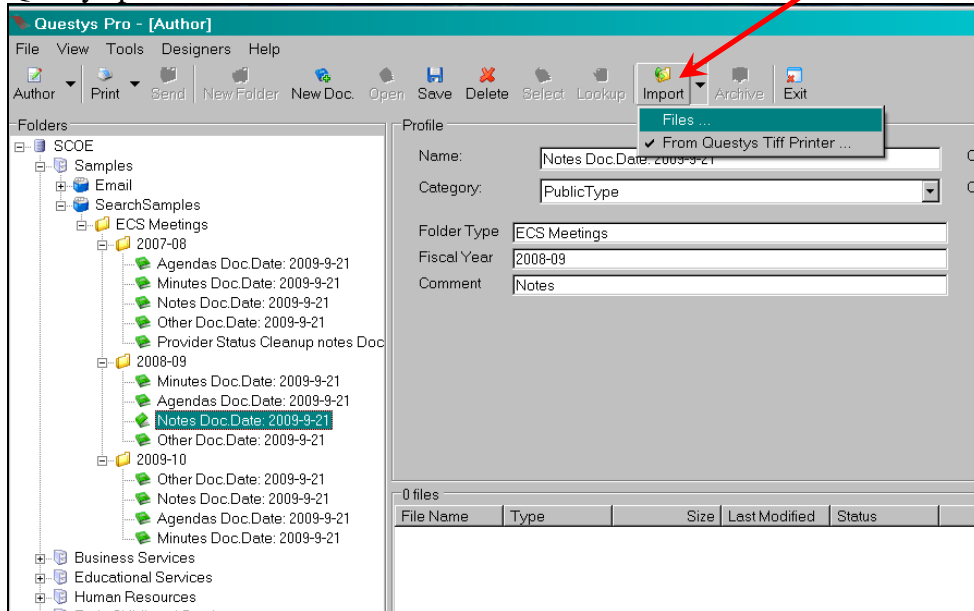 Questys Pro - [Author]
File View Tools Designers Help
Author Print Send New Folder New Doc. Open Save Delete Select Lookup Import Archive Exit
Files ...
From Questys Tiff Printer ...
Folders
SCOE
Samples
Email
SearchSamples
ECS Meetings
2007-08
Agendas Doc.Date: 2009-9-21
Minutes Doc.Date: 2009-9-21
Notes Doc.Date: 2009-9-21
Other Doc.Date: 2009-9-21
Provider Status Cleanup notes Doc
2008-09
Minutes Doc.Date: 2009-9-21
Agendas Doc.Date: 2009-9-21
Notes Doc.Date: 2009-9-21
Other Doc.Date: 2009-9-21
2009-10
Other Doc.Date: 2009-9-21
Notes Doc.Date: 2009-9-21
Agendas Doc.Date: 2009-9-21
Minutes Doc.Date: 2009-9-21
Business Services
Educational Services
Human Resources
Profile
Name: Notes Doc.Date: 2009-9-21
Category: PublicType
Folder Type ECS Meetings
Fiscal Year 2008-09
Comment Notes
0 files
File Name Type Size Last Modified Status